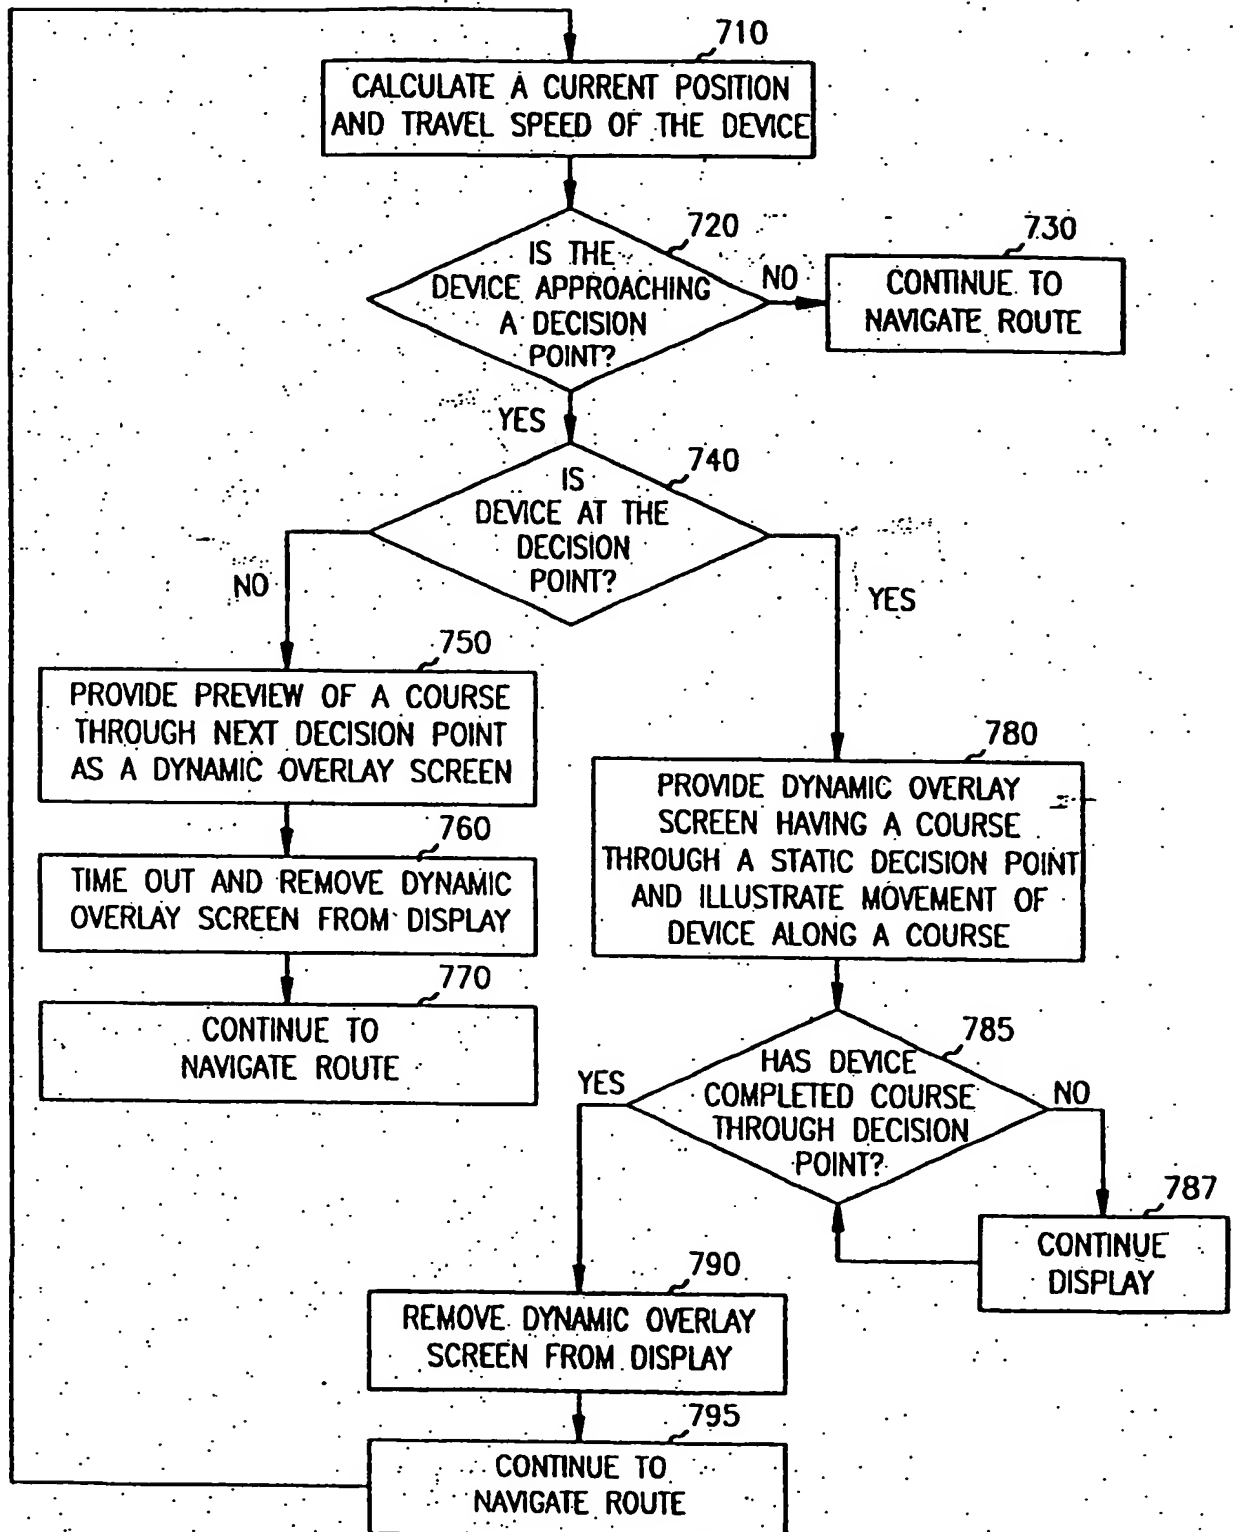 710
CALCULATE A CURRENT POSITION
AND TRAVEL SPEED OF THE DEVICE
720
IS THE
DEVICE APPROACHING
A DECISION
POINT?
NO
730
CONTINUE TO
NAVIGATE ROUTE
YES
740
IS
DEVICE AT THE
DECISION
POINT?
NO
YES
750
PROVIDE PREVIEW OF A COURSE
THROUGH NEXT DECISION POINT
AS A DYNAMIC OVERLAY SCREEN
760
TIME OUT AND REMOVE DYNAMIC
OVERLAY SCREEN FROM DISPLAY
770
CONTINUE TO
NAVIGATE ROUTE
780
PROVIDE DYNAMIC OVERLAY
SCREEN HAVING A COURSE
THROUGH A STATIC DECISION POINT
AND ILLUSTRATE MOVEMENT OF
DEVICE ALONG A COURSE
785
HAS DEVICE
COMPLETED COURSE
THROUGH DECISION
POINT?
YES
NO
787
CONTINUE
DISPLAY
790
REMOVE DYNAMIC OVERLAY
SCREEN FROM DISPLAY
795
CONTINUE TO
NAVIGATE ROUTE